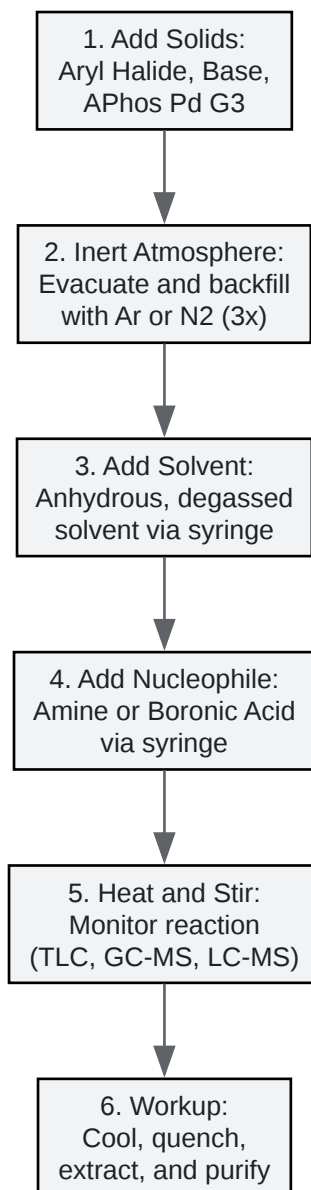 1. Add Solids:
Aryl Halide, Base,
APhos Pd G3
2. Inert Atmosphere:
Evacuate and backfill
with Ar or N2 (3x)
3. Add Solvent:
Anhydrous, degassed
solvent via syringe
4. Add Nucleophile:
Amine or Boronic Acid
via syringe
5. Heat and Stir:
Monitor reaction
(TLC, GC-MS, LC-MS)
6. Workup:
Cool, quench,
extract, and purify